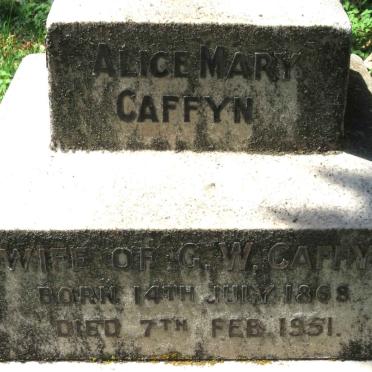 ALICE MARY
CAFFYN
WIFE OF G. W. CAFFY
BORN 14TH JULY 1868
DIED 7TH FEB 1951.